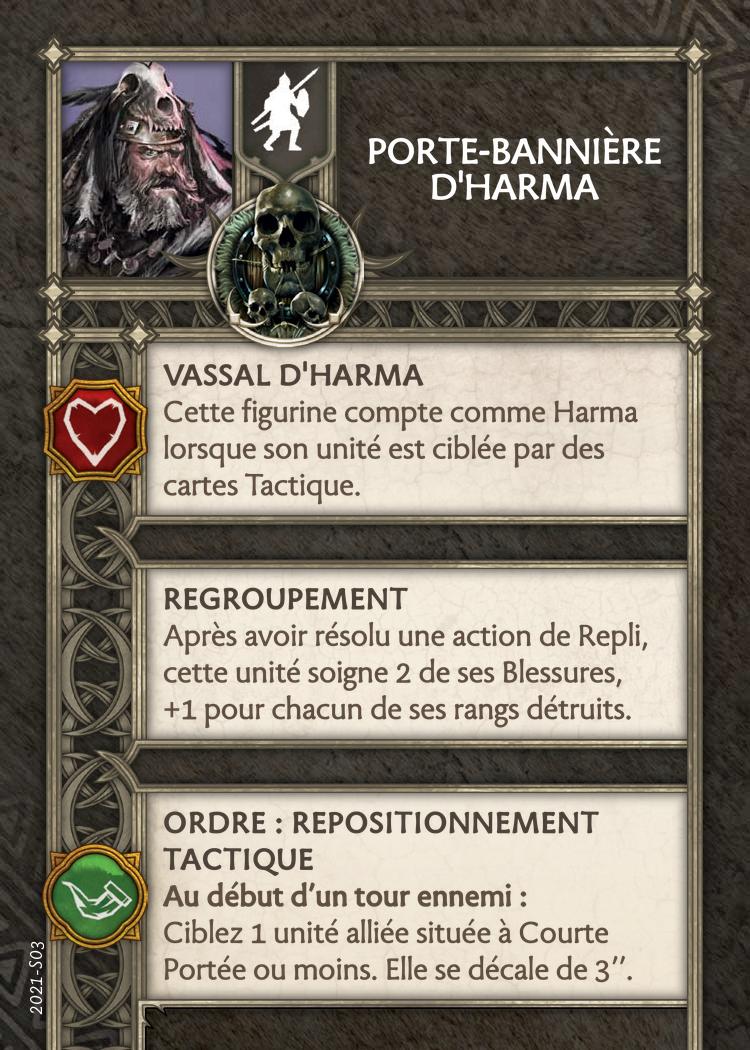 PORTE-BANNIÈRE
D'HARMA
VASSAL D'HARMA
Cette figurine compte comme Harma
lorsque son unité est ciblée par des
cartes Tactique.
REGROUPEMENT
Après avoir résolu une action de Repli,
cette unité soigne 2 de ses Blessures,
+1 pour chacun de ses rangs détruits.
ORDRE : REPOSITIONNEMENT
TACTIQUE
Au début d’un tour ennemi :
Ciblez 1 unité alliée située à Courte
Portée ou moins. Elle se décale de 3’’.
2021-S03